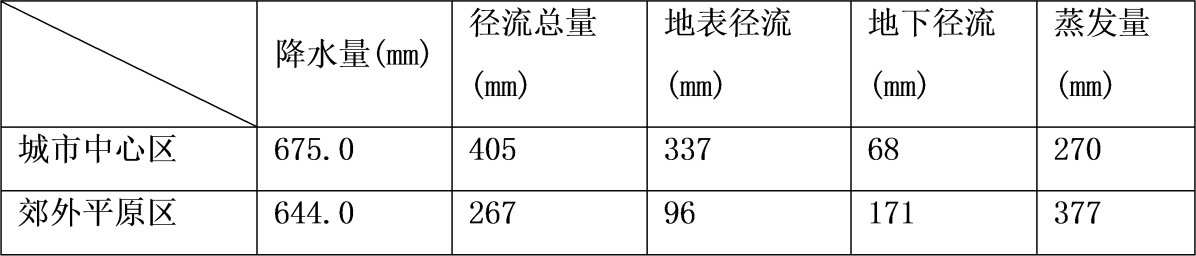 降水量(mm) 径流总量(mm) 地表径流(mm) 地下径流(mm) 蒸发量(mm)
城市中心区 675.0 405 337 68 270
郊外平原区 644.0 267 96 171 377